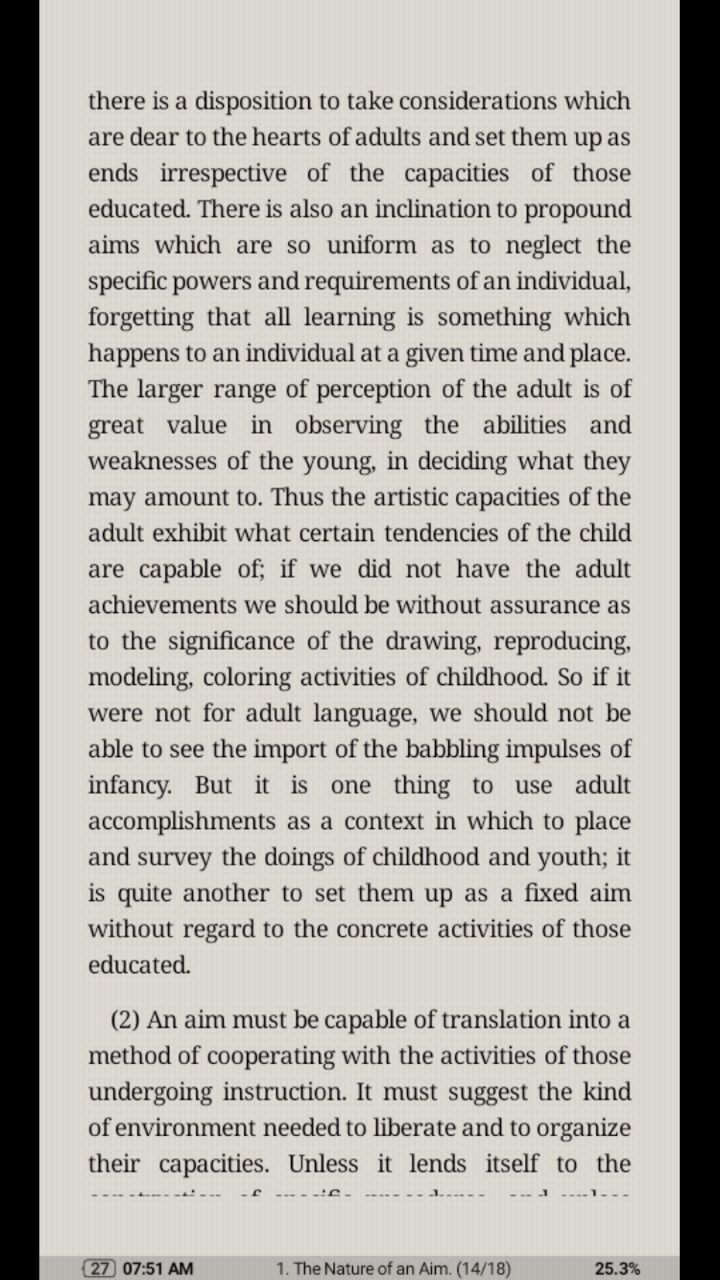 there is a disposition to take considerations which
are dear to the hearts of adults and set them up as
ends irrespective of the capacities of those
educated. There is also an inclination to propound
aims which are so uniform as to neglect the
specific powers and requirements of an individual,
forgetting that all learning is something which
happens to an individual at a given time and place.
The larger range of perception of the adult is of
great value in observing the abilities and
weaknesses of the young, in deciding what they
may amount to. Thus the artistic capacities of the
adult exhibit what certain tendencies of the child
are capable of; if we did not have the adult
achievements we should be without assurance as
to the significance of the drawing, reproducing,
modeling, coloring activities of childhood. So if it
were not for adult language, we should not be
able to see the import of the babbling impulses of
infancy. But it is one thing to use adult
accomplishments as a context in which to place
and survey the doings of childhood and youth; it
is quite another to set them up as a fixed aim
without regard to the concrete activities of those
educated.
(2) An aim must be capable of translation into a
method of cooperating with the activities of those
undergoing instruction. It must suggest the kind
of environment needed to liberate and to organize
their capacities. Unless it lends itself to the
27 07:51 AM 1. The Nature of an Aim. (14/18) 25.3%